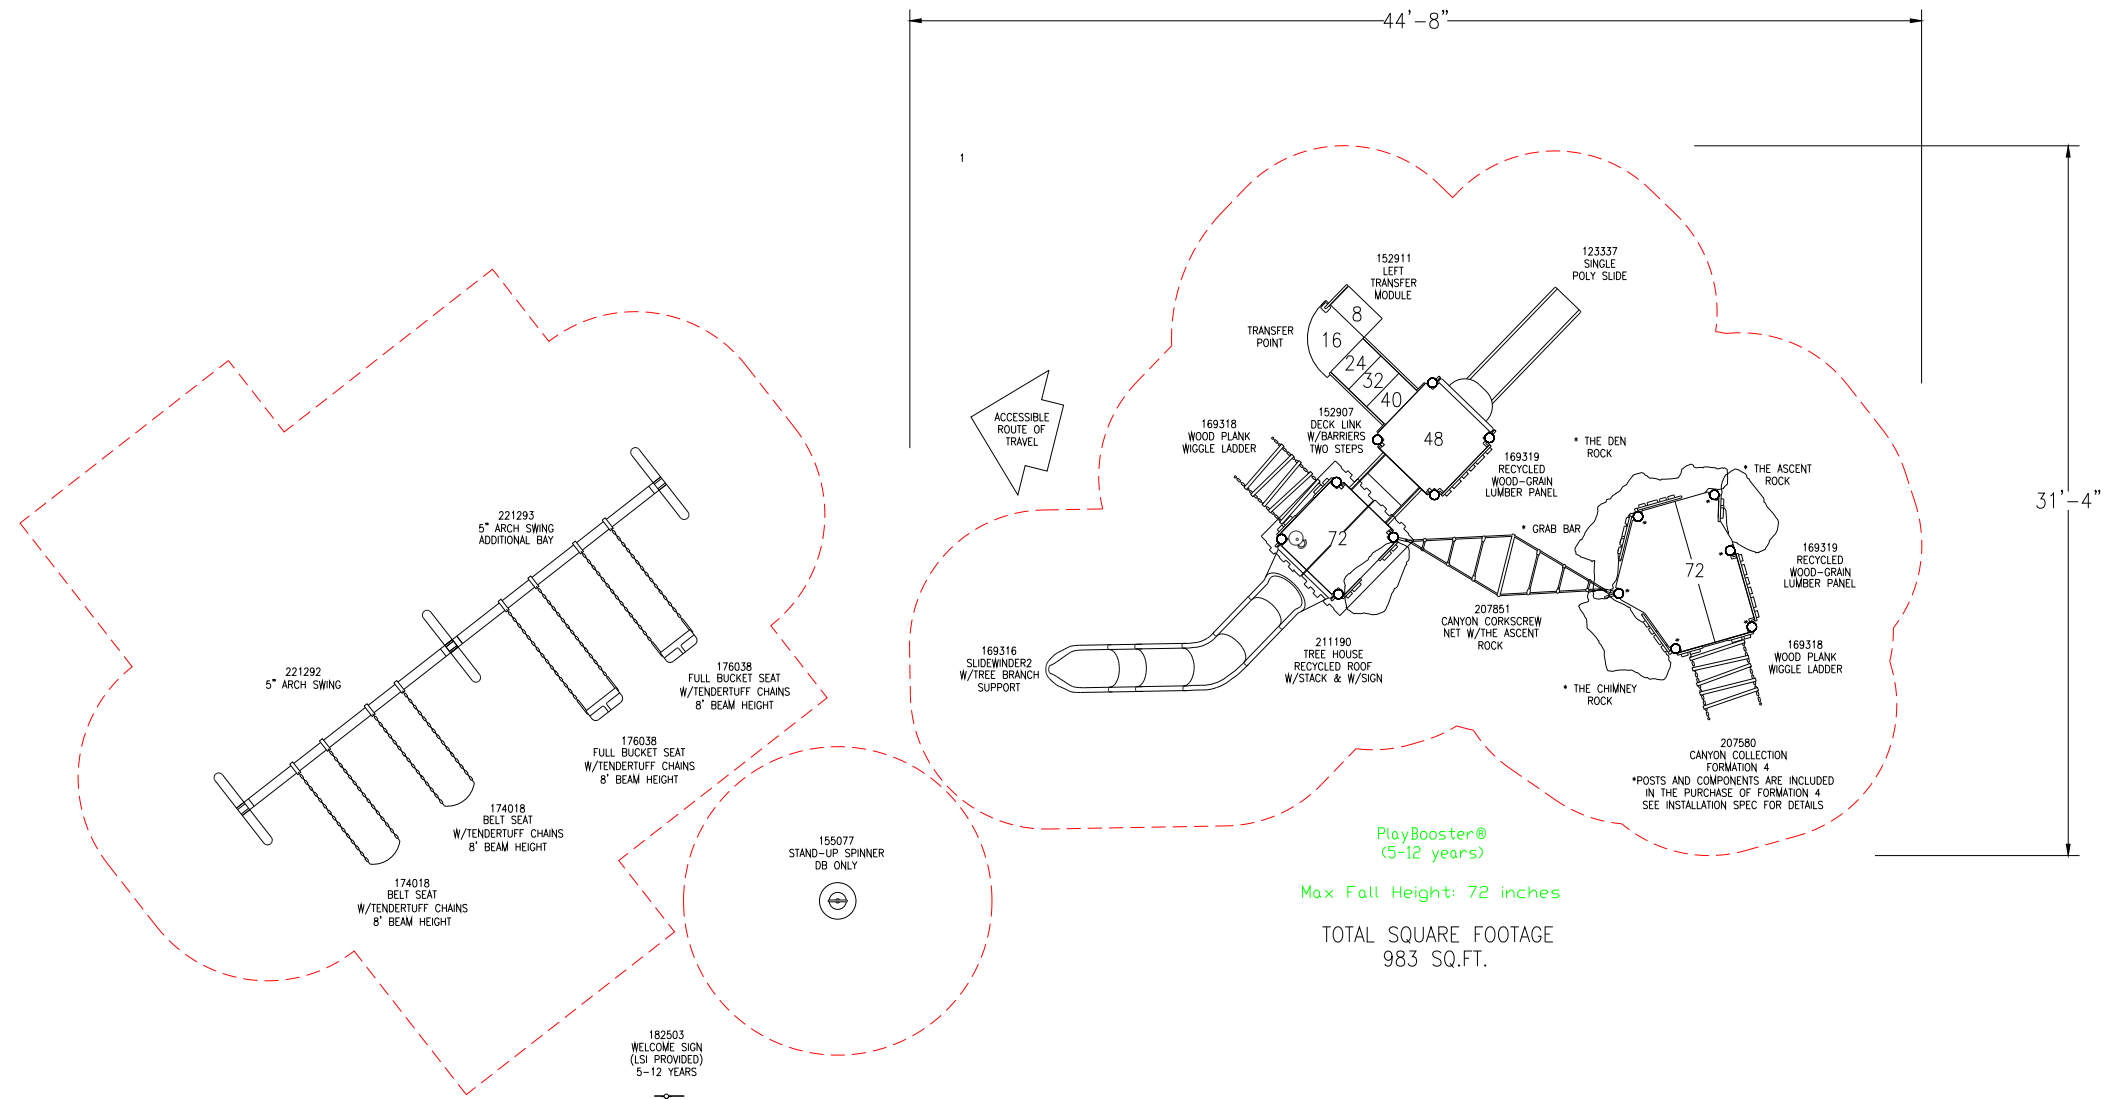 44'-8"
1
31'-4"
123337
SINGLE
POLY SLIDE
152911
LEFT
TRANSFER
MODULE
TRANSFER
POINT
8
16
24
32
40
48
ACCESSIBLE
ROUTE OF
TRAVEL
169318
WOOD PLANK
WIGGLE LADDER
152907
DECK LINK
W/BARRIERS
TWO STEPS
169319
RECYCLED
WOOD-GRAIN
LUMBER PANEL
* THE DEN
ROCK
* THE ASCENT
ROCK
* GRAB BAR
72
72
169319
RECYCLED
WOOD-GRAIN
LUMBER PANEL
207851
CANYON CORKSCREW
NET W/THE ASCENT
ROCK
169316
SLIDEWINDER2
W/TREE BRANCH
SUPPORT
211190
TREE HOUSE
RECYCLED ROOF
W/STACK & W/SIGN
169318
WOOD PLANK
WIGGLE LADDER
* THE CHIMNEY
ROCK
207580
CANYON COLLECTION
FORMATION 4
*POSTS AND COMPONENTS ARE INCLUDED
IN THE PURCHASE OF FORMATION 4
SEE INSTALLATION SPEC FOR DETAILS
221293
5" ARCH SWING
ADDITIONAL BAY
221292
5" ARCH SWING
176038
FULL BUCKET SEAT
W/TENDERTUFF CHAINS
8' BEAM HEIGHT
176038
FULL BUCKET SEAT
W/TENDERTUFF CHAINS
8' BEAM HEIGHT
174018
BELT SEAT
W/TENDERTUFF CHAINS
8' BEAM HEIGHT
174018
BELT SEAT
W/TENDERTUFF CHAINS
8' BEAM HEIGHT
155077
STAND-UP SPINNER
DB ONLY
PlayBooster®
(5-12 years)
Max Fall Height: 72 inches
TOTAL SQUARE FOOTAGE
983 SQ.FT.
182503
WELCOME SIGN
(LSI PROVIDED)
5-12 YEARS